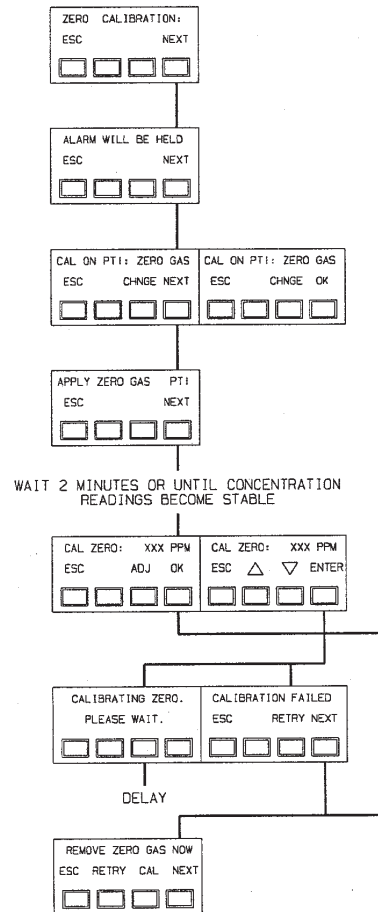 ZERO CALIBRATION:
ESC NEXT
ALARM WILL BE HELD
ESC NEXT
CAL ON PT1: ZERO GAS
ESC CHNGE NEXT
CAL ON PT1: ZERO GAS
ESC CHNGE OK
APPLY ZERO GAS PT1
ESC NEXT
WAIT 2 MINUTES OR UNTIL CONCENTRATION
READINGS BECOME STABLE
CAL ZERO: XXX PPM
ESC ADJ OK
CAL ZERO: XXX PPM
ESC △ ▽ ENTER
CALIBRATING ZERO.
PLEASE WAIT.
CALIBRATION FAILED
ESC RETRY NEXT
DELAY
REMOVE ZERO GAS NOW
ESC RETRY CAL NEXT